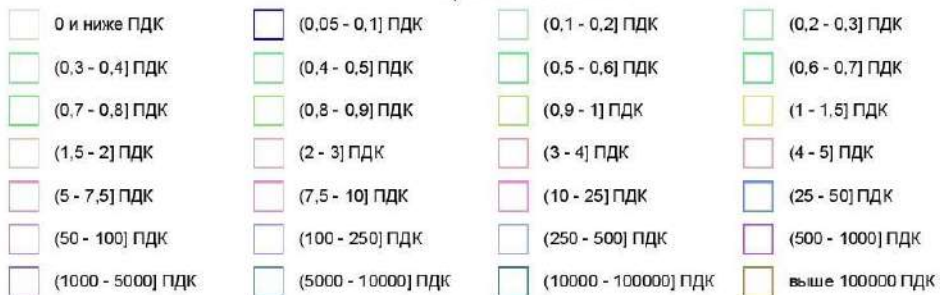 0 и ниже ПДК (0,05 - 0,1] ПДК (0,1 - 0,2] ПДК (0,2 - 0,3] ПДК
(0,3 - 0,4] ПДК (0,4 - 0,5] ПДК (0,5 - 0,6] ПДК (0,6 - 0,7] ПДК
(0,7 - 0,8] ПДК (0,8 - 0,9] ПДК (0,9 - 1] ПДК (1 - 1,5] ПДК
(1,5 - 2] ПДК (2 - 3] ПДК (3 - 4] ПДК (4 - 5] ПДК
(5 - 7,5] ПДК (7,5 - 10] ПДК (10 - 25] ПДК (25 - 50] ПДК
(50 - 100] ПДК (100 - 250] ПДК (250 - 500] ПДК (500 - 1000] ПДК
(1000 - 5000] ПДК (5000 - 10000] ПДК (10000 - 100000] ПДК выше 100000 ПДК